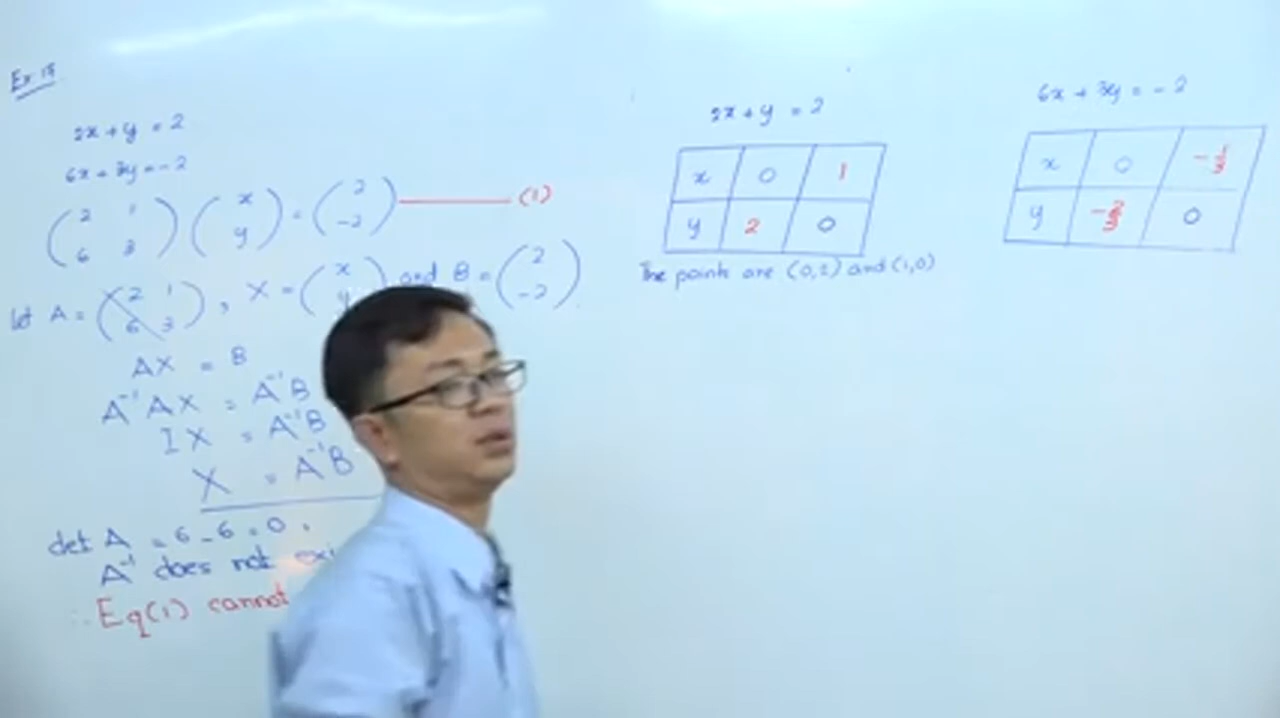 Ex 14
2x + y = 2
6x + 3y = -2
( 2 1 ) ( x ) = ( 2 ) ——— (1)
( 6 3 ) ( y ) ( -2 )
let A = ( 2 1 ), X = ( x ) and B = ( 2 )
( 6 3 ) ( y ) ( -2 )
AX = B
A⁻¹AX = A⁻¹B
IX = A⁻¹B
X = A⁻¹B
det A = 6 - 6 = 0.
A⁻¹ does not exi
∴ Eq(1) cannot
2x + y = 2
x 0 1
y 2 0
The points are (0,2) and (1,0)
6x + 3y = -2
x 0 -1/3
y -2/3 0